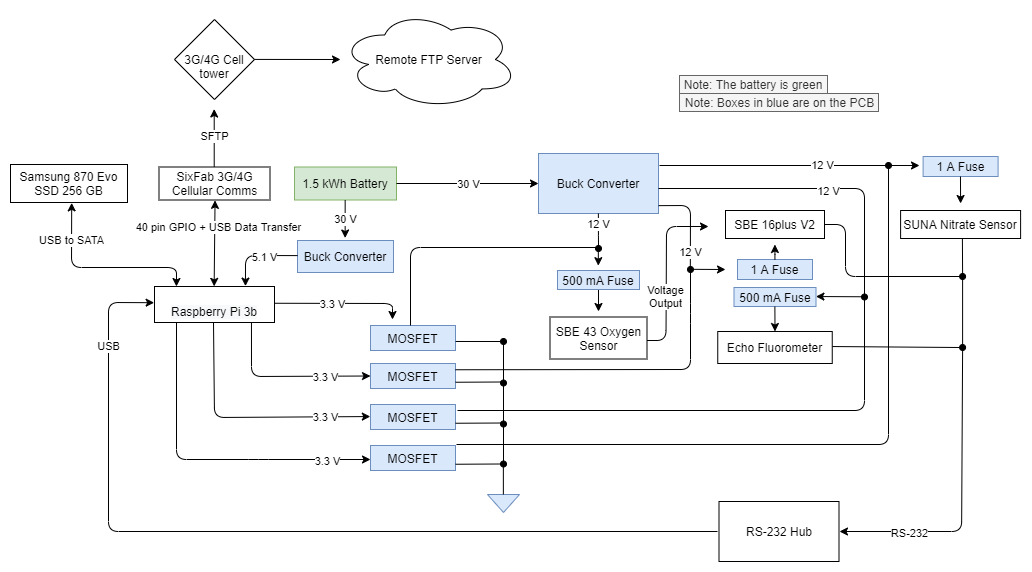 3G/4G Cell
tower
Remote FTP Server
Note: The battery is green
Note: Boxes in blue are on the PCB
SFTP
Samsung 870 Evo
SSD 256 GB
SixFab 3G/4G
Cellular Comms
1.5 kWh Battery
30 V
Buck Converter
12 V
1 A Fuse
12 V
USB to SATA
40 pin GPIO + USB Data Transfer
30 V
12 V
SBE 16plus V2
SUNA Nitrate Sensor
5.1 V
Buck Converter
12 V
1 A Fuse
500 mA Fuse
Voltage
Output
500 mA Fuse
Raspberry Pi 3b
3.3 V
MOSFET
SBE 43 Oxygen
Sensor
Echo Fluorometer
USB
3.3 V
MOSFET
3.3 V
MOSFET
3.3 V
MOSFET
RS-232 Hub
RS-232